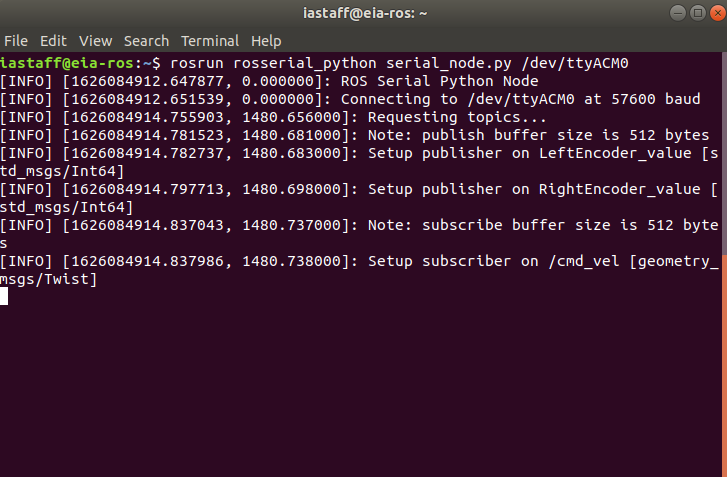 iastaff@eia-ros: ~
File Edit View Search Terminal Help
iastaff@eia-ros:~$ rosrun rosserial_python serial_node.py /dev/ttyACM0
[INFO] [1626084912.647877, 0.000000]: ROS Serial Python Node
[INFO] [1626084912.651539, 0.000000]: Connecting to /dev/ttyACM0 at 57600 baud
[INFO] [1626084914.755903, 1480.656000]: Requesting topics...
[INFO] [1626084914.781523, 1480.681000]: Note: publish buffer size is 512 bytes
[INFO] [1626084914.782737, 1480.683000]: Setup publisher on LeftEncoder_value [s
td_msgs/Int64]
[INFO] [1626084914.797713, 1480.698000]: Setup publisher on RightEncoder_value [
std_msgs/Int64]
[INFO] [1626084914.837043, 1480.737000]: Note: subscribe buffer size is 512 byte
s
[INFO] [1626084914.837986, 1480.738000]: Setup subscriber on /cmd_vel [geometry_
msgs/Twist]